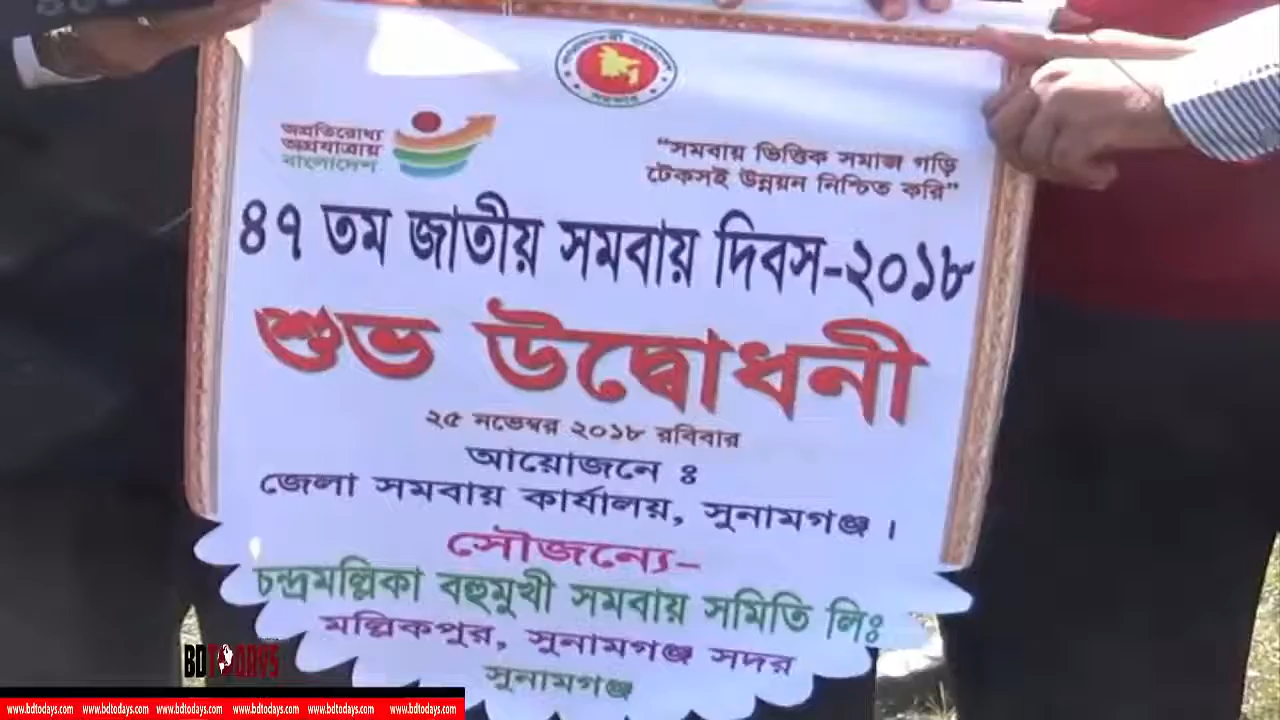 অপ্রতিরোধ্য
অগ্রযাত্রায়
বাংলাদেশ
"সমবায় ভিত্তিক সমাজ গড়ি
টেকসই উন্নয়ন নিশ্চিত করি"
৪৭ তম জাতীয় সমবায় দিবস-২০১৮
শুভ উদ্বোধনী
২৫ নভেম্বর ২০১৮ রবিবার
আয়োজনে ঃ
জেলা সমবায় কার্যালয়, সুনামগঞ্জ।
সৌজন্যে-
চন্দ্রমল্লিকা বহুমুখী সমবায় সমিতি লিঃ
মল্লিকপুর, সুনামগঞ্জ সদর
সুনামগঞ্জ
BDTODAYS
www.bdtodays.com www.bdtodays.com www.bdtodays.com www.bdtodays.com www.bdtodays.com www.bdtodays.com